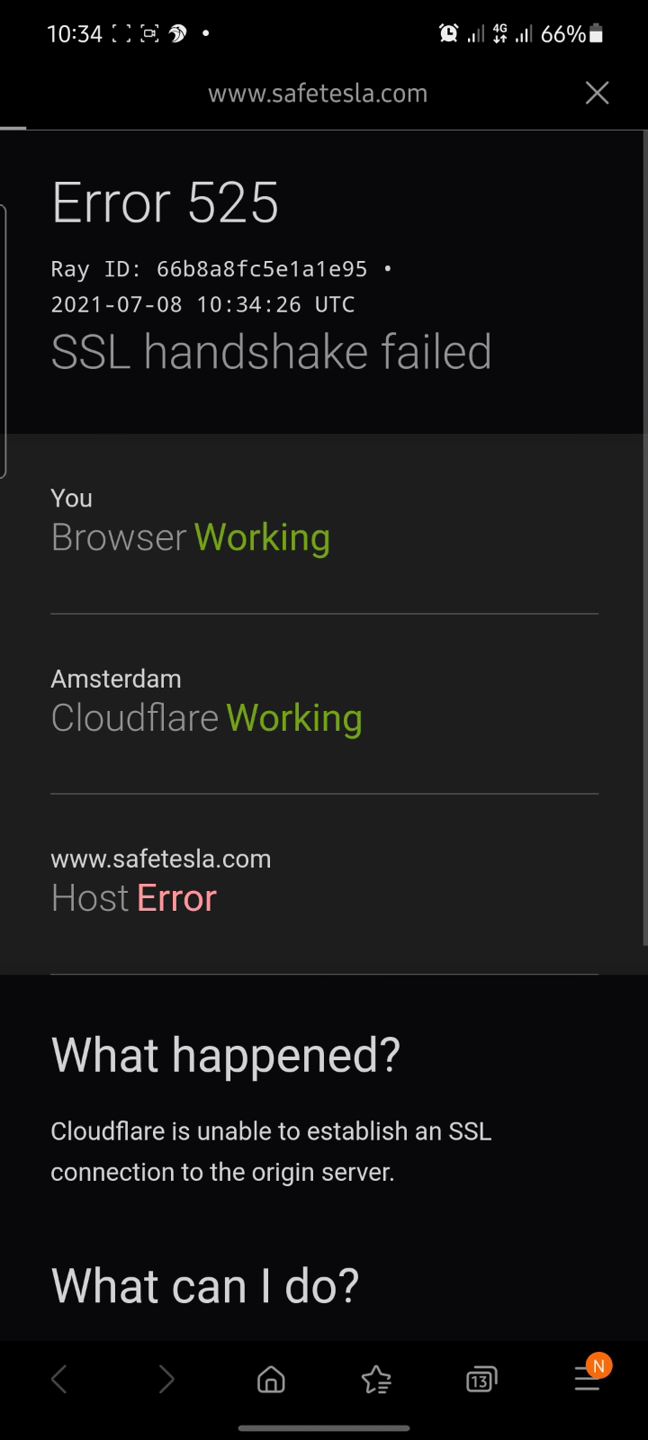 10:34
4G
66%
www.safetesla.com
Error 525
Ray ID: 66b8a8fc5e1a1e95 •
2021-07-08 10:34:26 UTC
SSL handshake failed
You
Browser Working
Amsterdam
Cloudflare Working
www.safetesla.com
Host Error
What happened?
Cloudflare is unable to establish an SSL
connection to the origin server.
What can I do?
13
N